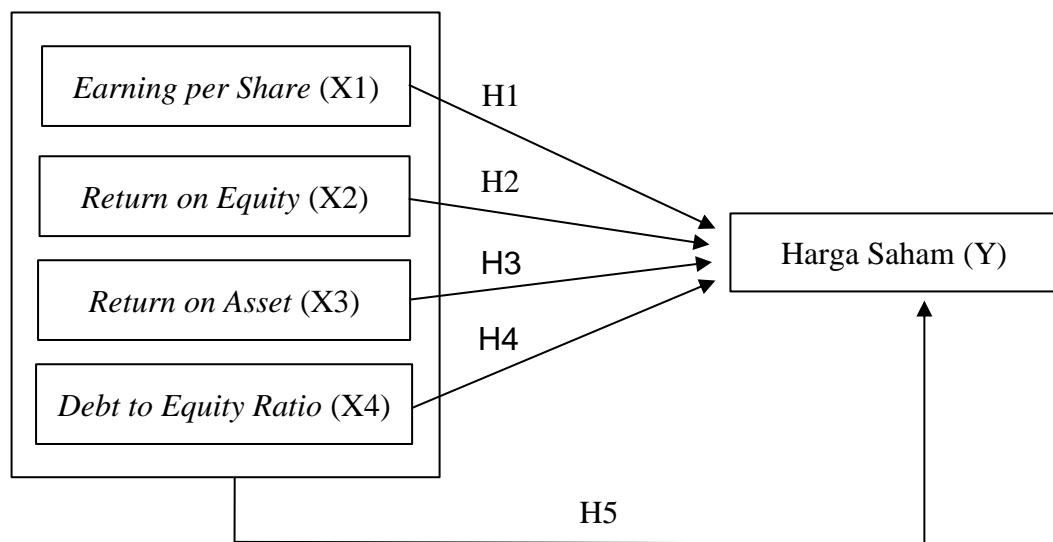 Earning per Share (X1)
H1
Return on Equity (X2)
H2
Harga Saham (Y)
Return on Asset (X3)
H3
H4
Debt to Equity Ratio (X4)
H5